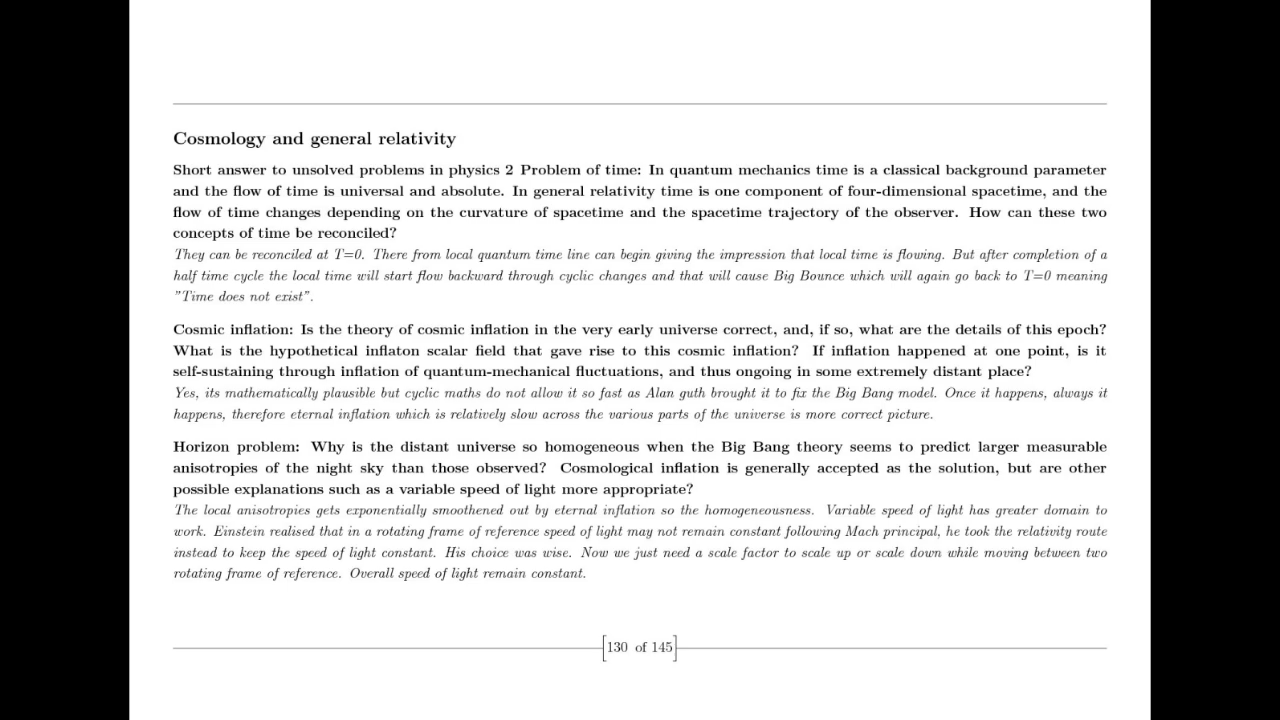 Cosmology and general relativity
Short answer to unsolved problems in physics 2 Problem of time: In quantum mechanics time is a classical background parameter
and the flow of time is universal and absolute. In general relativity time is one component of four-dimensional spacetime, and the
flow of time changes depending on the curvature of spacetime and the spacetime trajectory of the observer. How can these two
concepts of time be reconciled?
They can be reconciled at T=0. There from local quantum time line can begin giving the impression that local time is flowing. But after completion of a
half time cycle the local time will start flow backward through cyclic changes and that will cause Big Bounce which will again go back to T=0 meaning
"Time does not exist".
Cosmic inflation: Is the theory of cosmic inflation in the very early universe correct, and, if so, what are the details of this epoch?
What is the hypothetical inflaton scalar field that gave rise to this cosmic inflation? If inflation happened at one point, is it
self-sustaining through inflation of quantum-mechanical fluctuations, and thus ongoing in some extremely distant place?
Yes, its mathematically plausible but cyclic maths do not allow it so fast as Alan guth brought it to fix the Big Bang model. Once it happens, always it
happens, therefore eternal inflation which is relatively slow across the various parts of the universe is more correct picture.
Horizon problem: Why is the distant universe so homogeneous when the Big Bang theory seems to predict larger measurable
anisotropies of the night sky than those observed? Cosmological inflation is generally accepted as the solution, but are other
possible explanations such as a variable speed of light more appropriate?
The local anisotropies gets exponentially smoothened out by eternal inflation so the homogeneousness. Variable speed of light has greater domain to
work. Einstein realised that in a rotating frame of reference speed of light may not remain constant following Mach principal, he took the relativity route
instead to keep the speed of light constant. His choice was wise. Now we just need a scale factor to scale up or scale down while moving between two
rotating frame of reference. Overall speed of light remain constant.
[130 of 145]